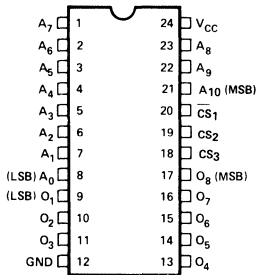 A7 1 24 VCC
A6 2 23 A8
A5 3 22 A9
A4 4 21 A10 (MSB)
A3 5 20 C̅S̅1
A2 6 19 CS2
A1 7 18 CS3
(LSB) A0 8 17 O8 (MSB)
(LSB) O1 9 16 O7
O2 10 15 O6
O3 11 14 O5
GND 12 13 O4